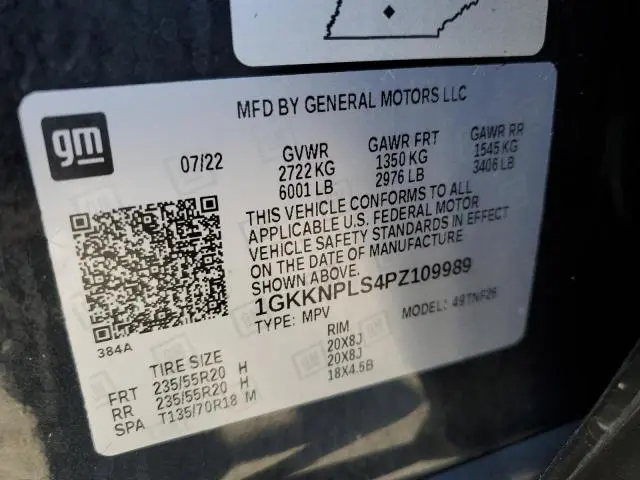 MFD BY GENERAL MOTORS LLC
gm
07/22 GVWR GAWR FRT GAWR RR
2722 KG 1350 KG 1545 KG
6001 LB 2976 LB 3406 LB
THIS VEHICLE CONFORMS TO ALL
APPLICABLE U.S. FEDERAL MOTOR
VEHICLE SAFETY STANDARDS IN EFFECT
ON THE DATE OF MANUFACTURE
SHOWN ABOVE.
1GKKNPLS4PZ109989
TYPE: MPV MODEL: 49TNF26
384A
TIRE SIZE RIM
FRT 235/55R20 H 20X8J
RR 235/55R20 H 20X8J
SPA T135/70R18 M 18X4.5B